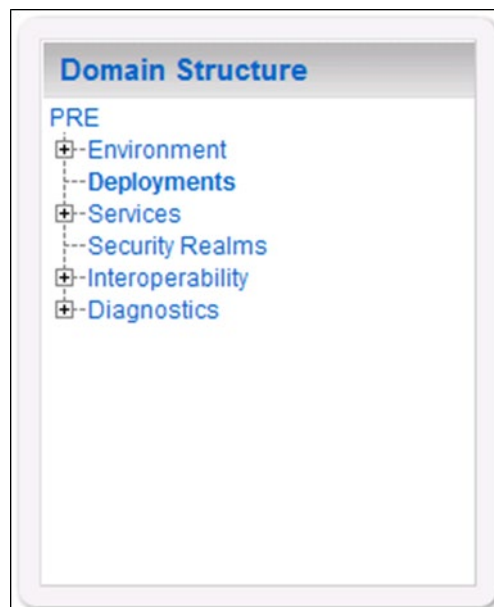 Domain Structure
PRE
Environment
Deployments
Services
Security Realms
Interoperability
Diagnostics